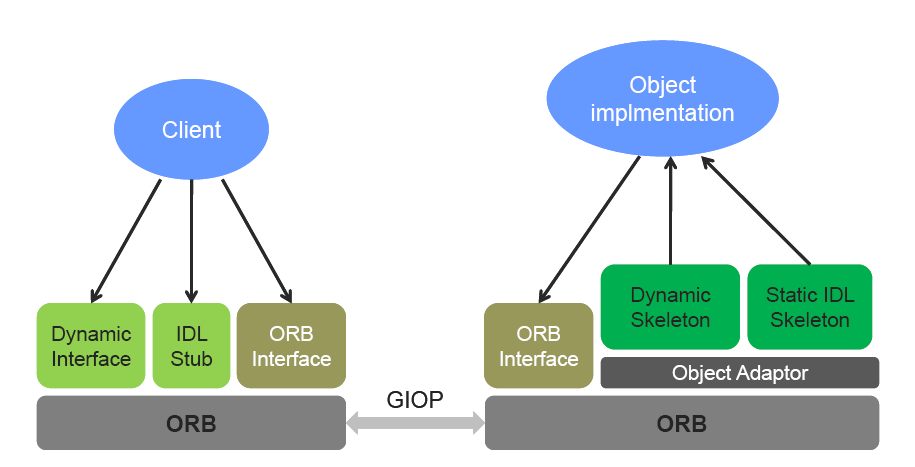 Client
Object
implmentation
Dynamic
Interface
IDL
Stub
ORB
Interface
ORB
Interface
Dynamic
Skeleton
Static IDL
Skeleton
Object Adaptor
GIOP
ORB
ORB